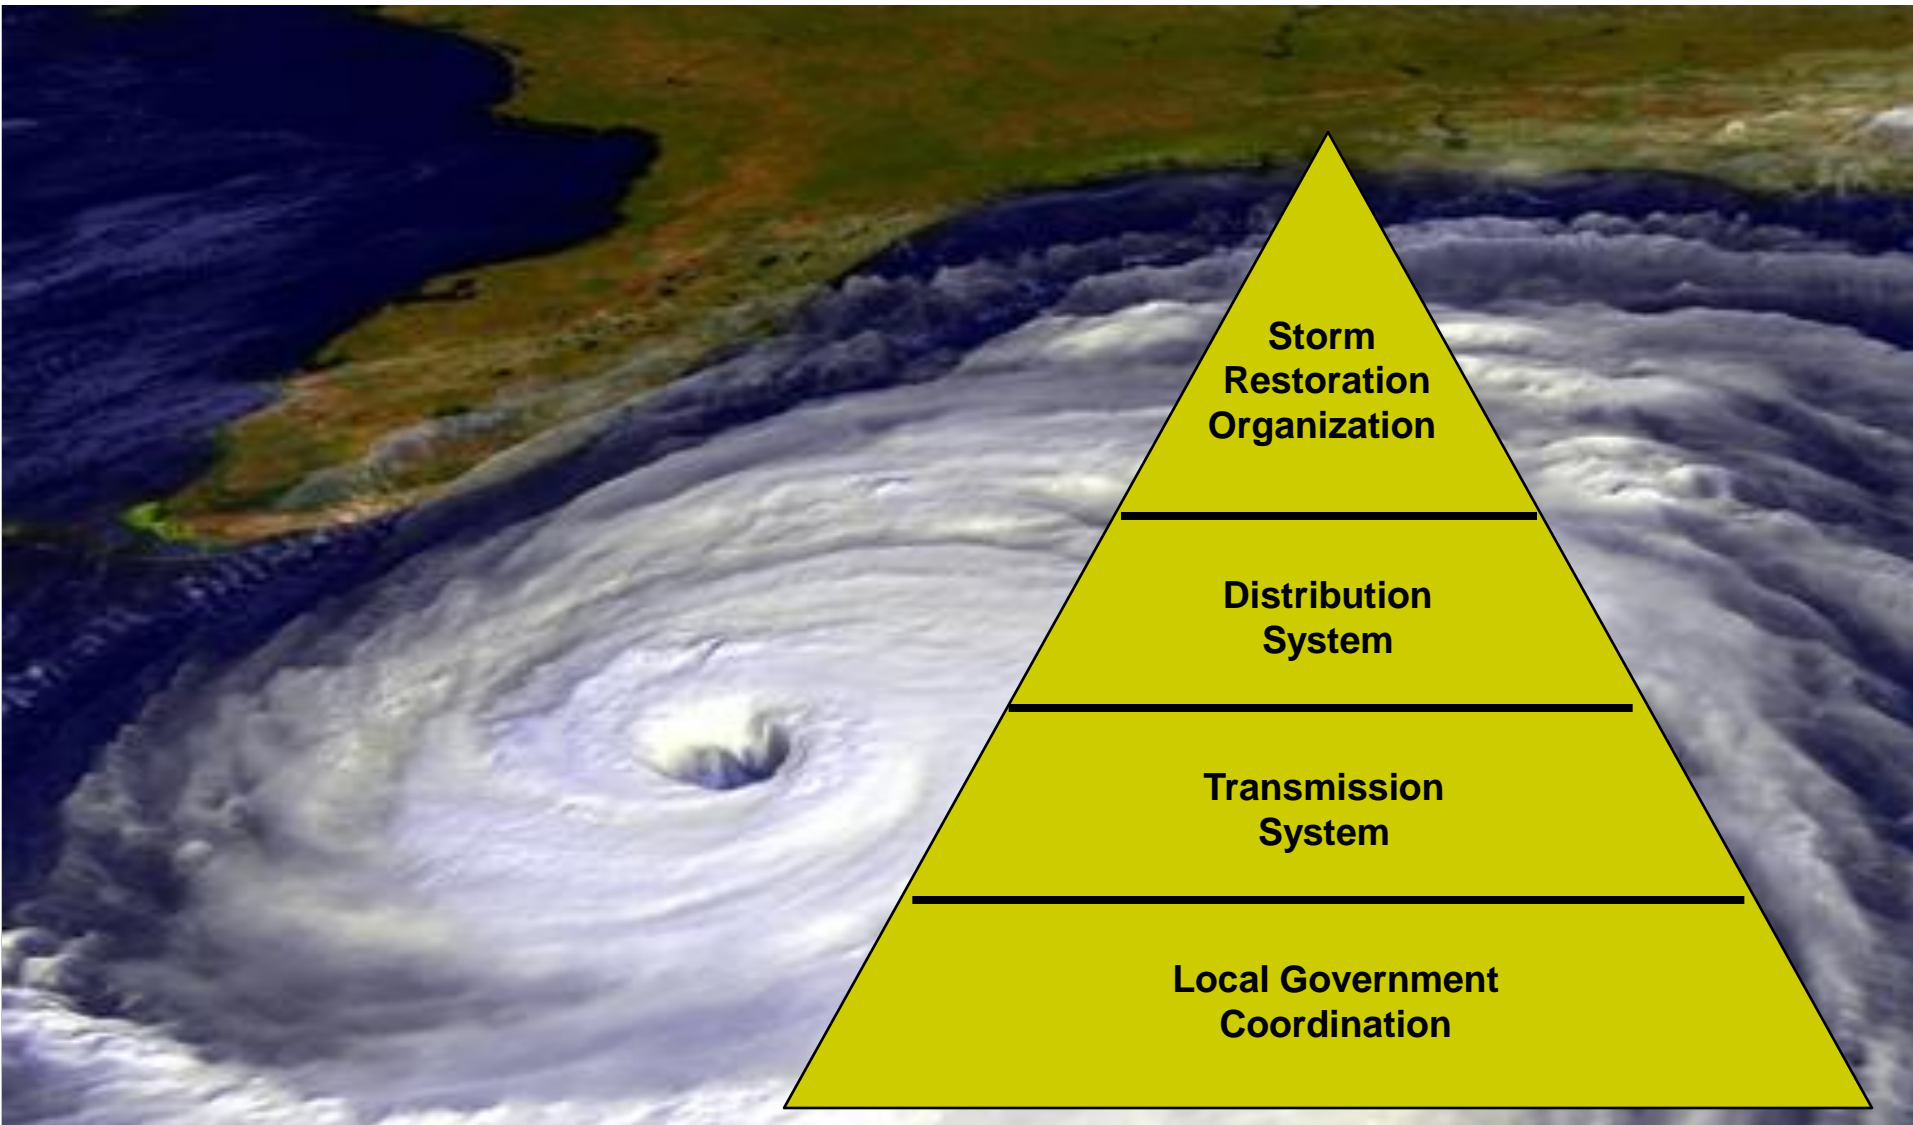 Storm
Restoration
Organization
Distribution
System
Transmission
System
Local Government
Coordination